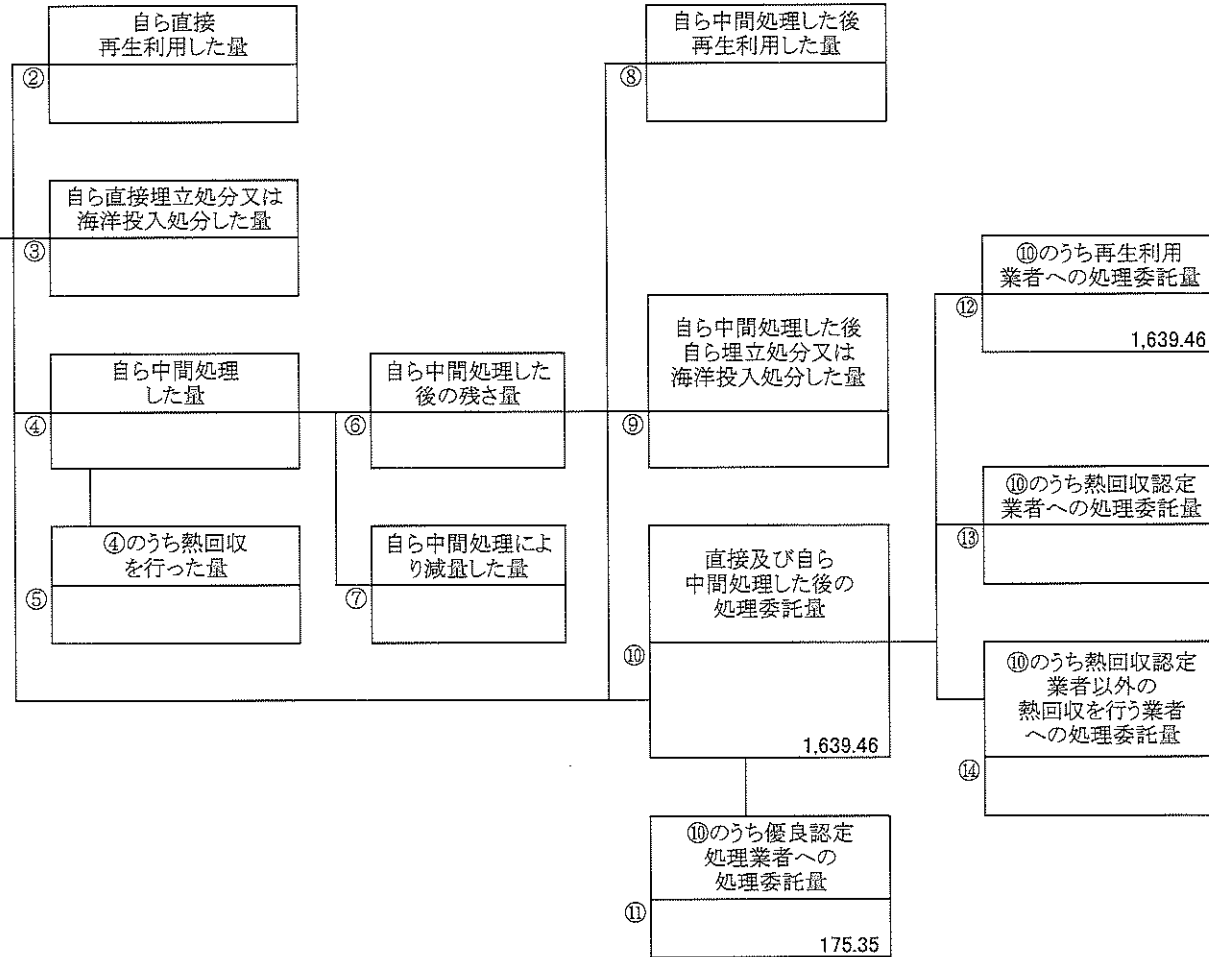 自ら直接
再生利用した量
②
自ら直接埋立処分又は
海洋投入処分した量
③
自ら中間処理
した量
④
④のうち熱回収
を行った量
⑤
自ら中間処理した
後の残さ量
⑥
自ら中間処理によ
り減量した量
⑦
自ら中間処理した後
再生利用した量
⑧
自ら中間処理した後
自ら埋立処分又は
海洋投入処分した量
⑨
直接及び自ら
中間処理した後の
処理委託量
⑩
1,639.46
⑩のうち優良認定
処理業者への
処理委託量
⑪
175.35
⑩のうち再生利用
業者への処理委託量
⑫
1,639.46
⑩のうち熱回収認定
業者への処理委託量
⑬
⑩のうち熱回収認定
業者以外の
熱回収を行う業者
への処理委託量
⑭